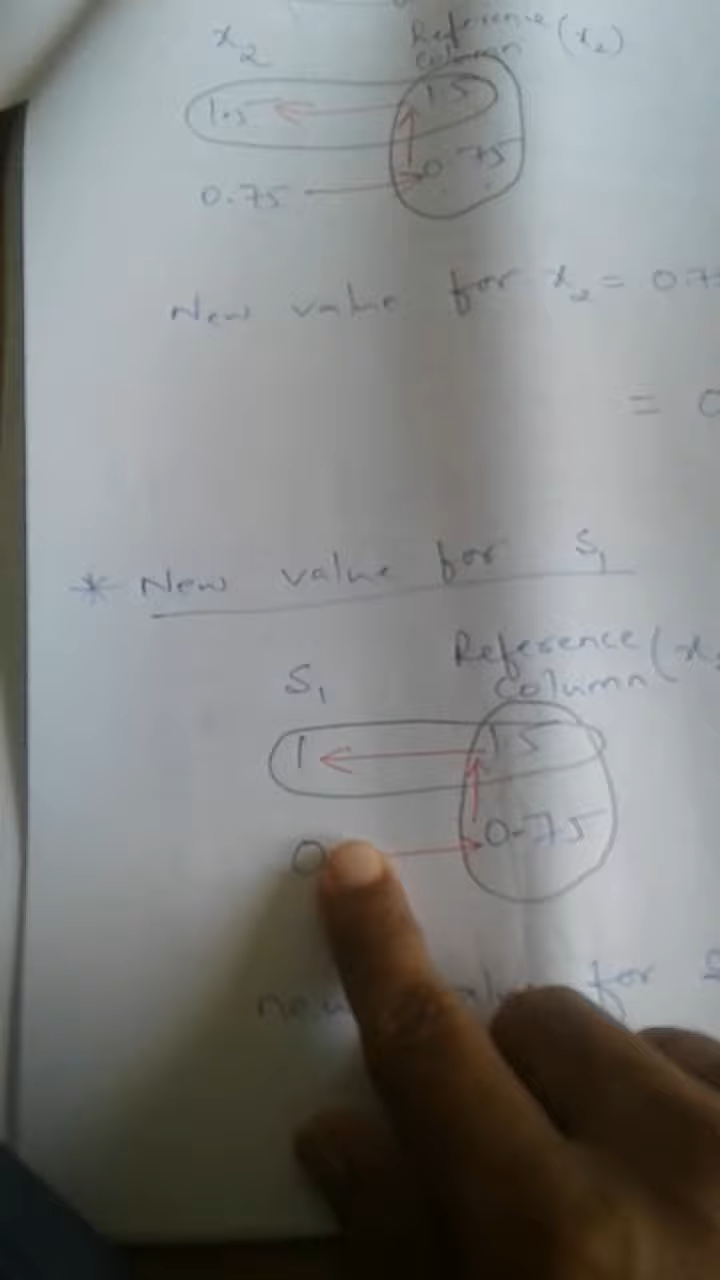 x₂ Reference (x₂)
column
1.5 1.5
0.75 0.75
New value for x₂ = 0.7
= 0
* New value for S₁
S₁ Reference (x
column
1 1.5
0 0.75
for